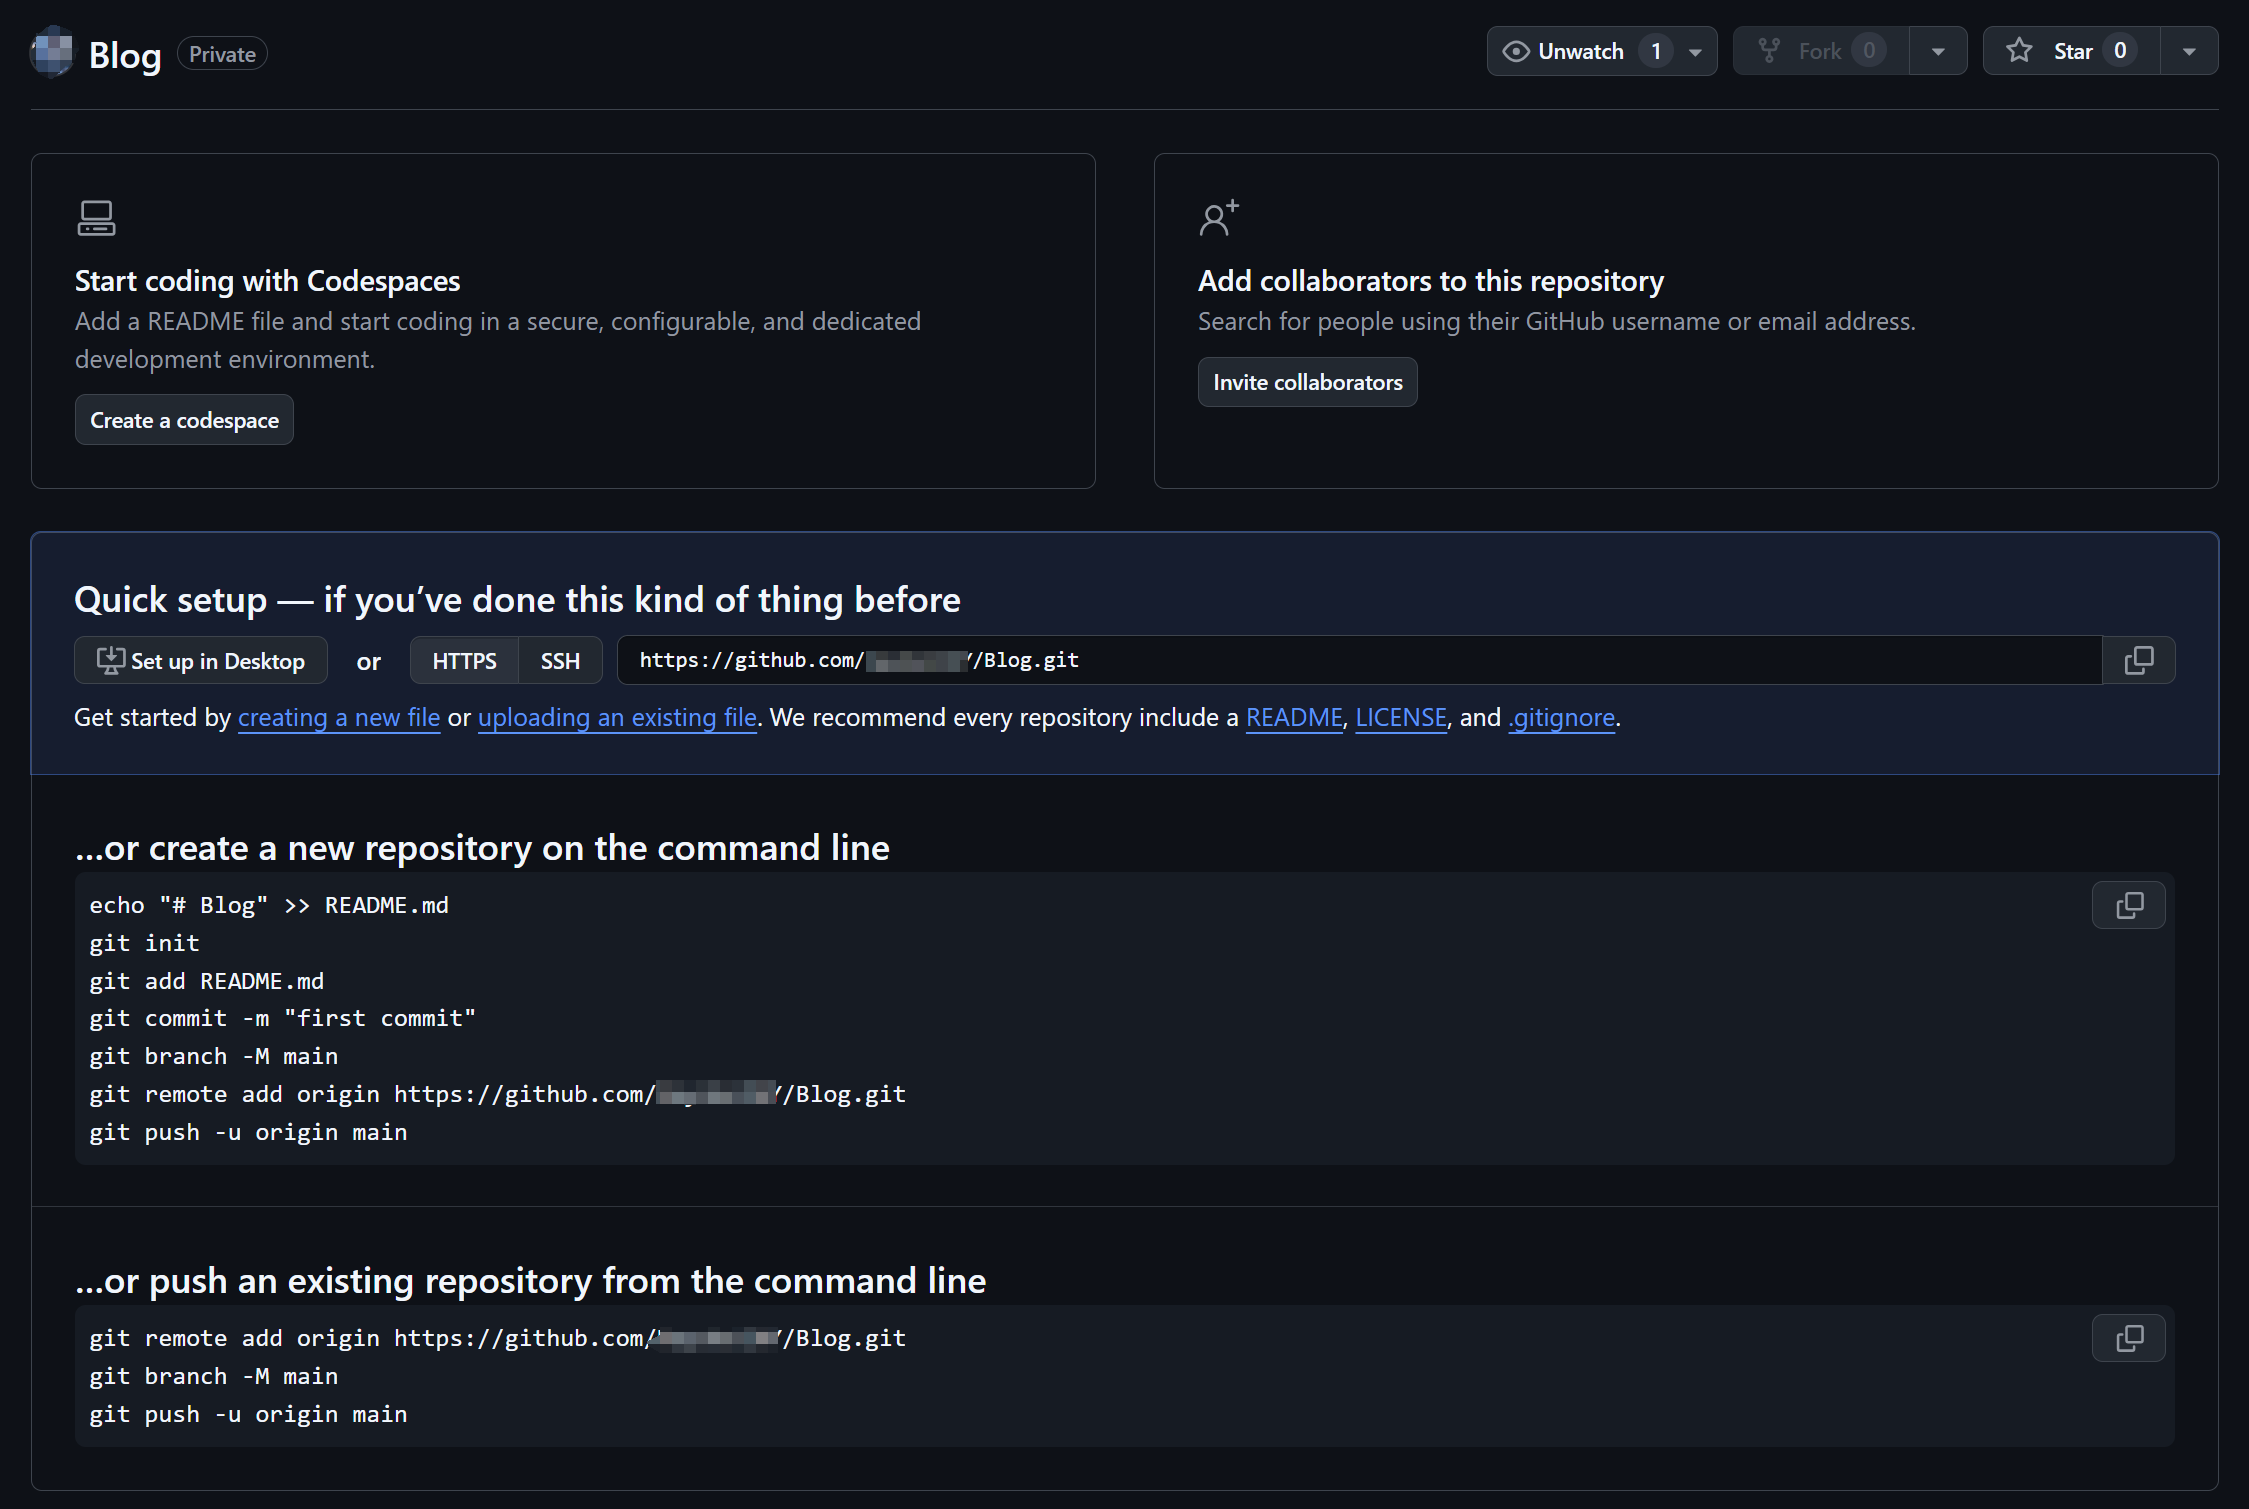 Blog Private
Unwatch 1 Fork 0 Star 0
Start coding with Codespaces
Add a README file and start coding in a secure, configurable, and dedicated
development environment.
Create a codespace
Add collaborators to this repository
Search for people using their GitHub username or email address.
Invite collaborators
Quick setup — if you’ve done this kind of thing before
Set up in Desktop or HTTPS SSH https://github.com/ /Blog.git
Get started by creating a new file or uploading an existing file. We recommend every repository include a README, LICENSE, and .gitignore.
…or create a new repository on the command line
echo "# Blog" >> README.md
git init
git add README.md
git commit -m "first commit"
git branch -M main
git remote add origin https://github.com/ /Blog.git
git push -u origin main
…or push an existing repository from the command line
git remote add origin https://github.com/ /Blog.git
git branch -M main
git push -u origin main